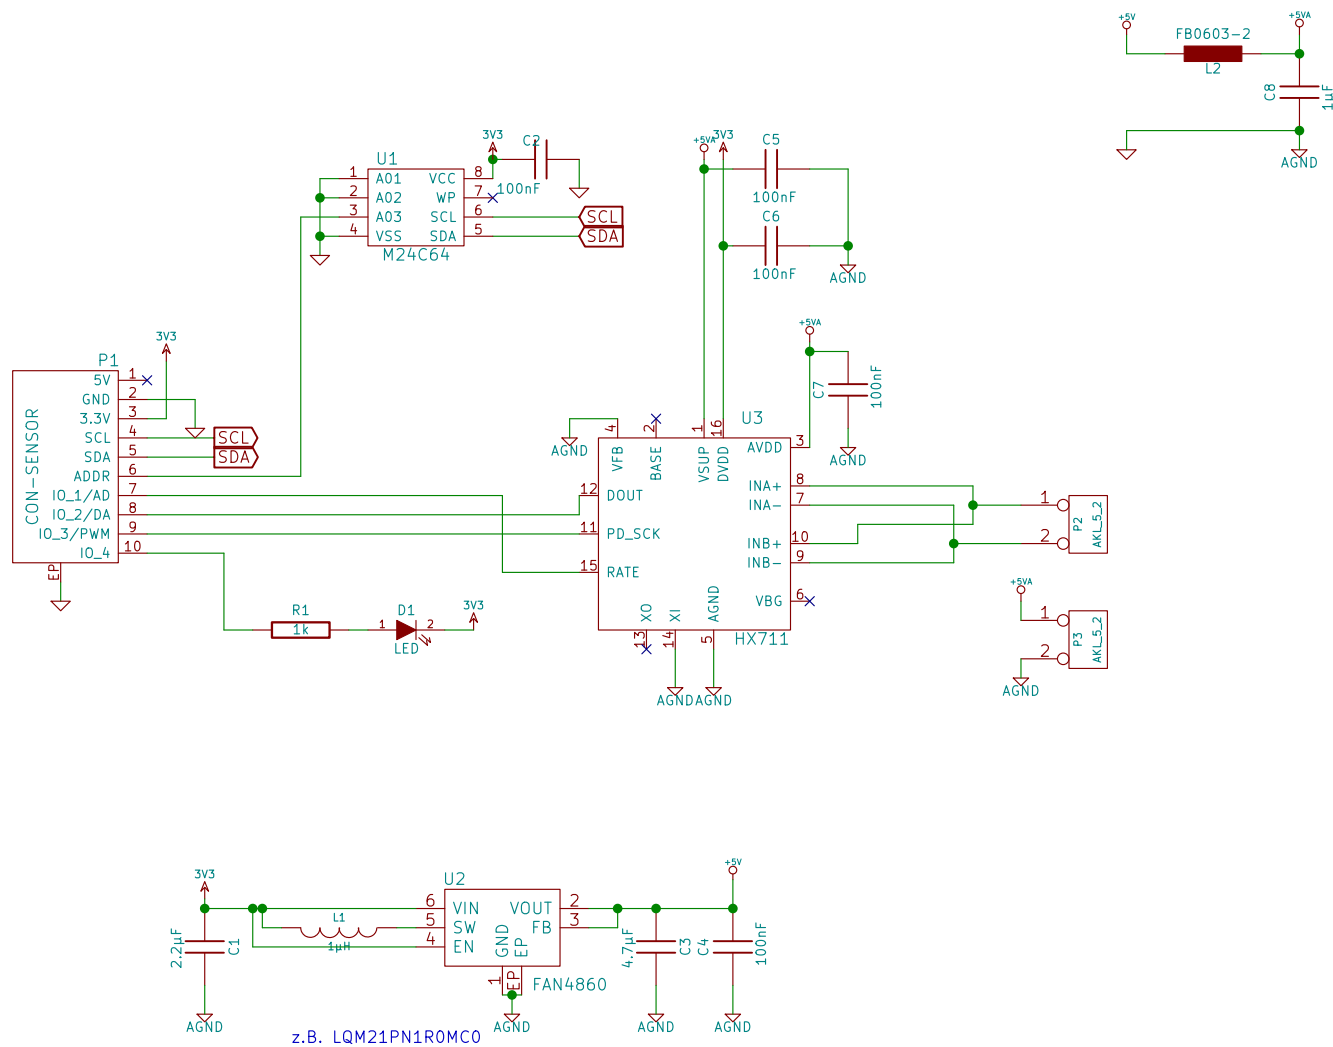 +5V
+5VA
FB0603-2
L2
C8
1µF
AGND
3V3
C2
100nF
U1
1 A01
2 A02
3 A03
4 VSS
VCC 8
WP 7
SCL 6
SDA 5
SCL
SDA
M24C64
+5VA
3V3
C5
100nF
C6
100nF
AGND
3V3
P1
CON-SENSOR
5V 1
GND 2
3.3V 3
SCL 4
SDA 5
ADDR 6
IO_1/AD 7
IO_2/DA 8
IO_3/PWM 9
IO_4 10
EP
SCL
SDA
+5VA
C7
100nF
AGND
U3
AGND
4 VFB
2 BASE
1 VSUP
16 DVDD
AVDD 3
INA+ 8
INA- 7
INB+ 10
INB- 9
VBG 6
12 DOUT
11 PD_SCK
15 RATE
XO 13
XI 14
AGND 5
HX711
AGND
AGND
1
2
P2
AKL_5_2
+5VA
1
2
P3
AKL_5_2
AGND
R1
1k
D1
1
2
LED
3V3
3V3
2.2µF
C1
AGND
L1
1µH
U2
6 VIN
5 SW
4 EN
VOUT 2
FB 3
GND 1
EP EP
FAN4860
AGND
4.7µF
C3
AGND
+5V
C4
100nF
AGND
z.B. LQM21PN1R0MC0